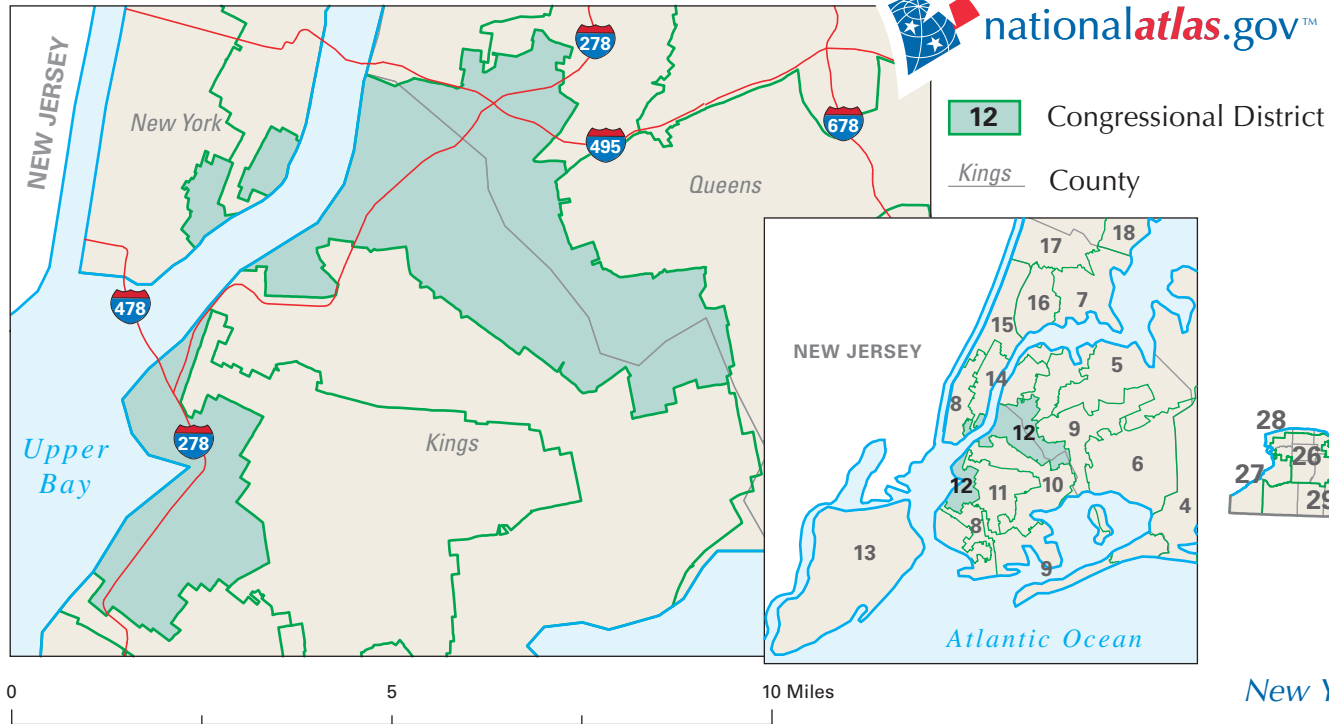 nationalatlas.gov™
12 Congressional District
Kings County
NEW JERSEY
New York
278
495
678
Queens
478
278
Kings
Upper
Bay
18
17
16
7
15
NEW JERSEY
5
14
8
12
9
6
12
11
10
4
8
13
9
Atlantic Ocean
28
26
27
29
0 5 10 Miles
New Y